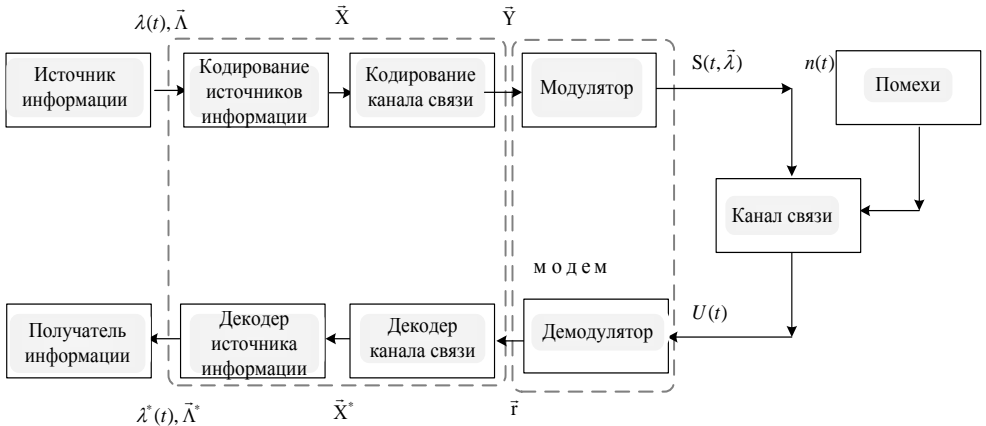 λ(t), Λ⃗
X⃗
Y⃗
S(t, λ⃗)
n(t)
Источник
информации
Кодирование
источников
информации
Кодирование
канала связи
Модулятор
Помехи
Канал связи
модем
U(t)
Получатель
информации
Декодер
источника
информации
Декодер
канала связи
Демодулятор
λ*(t), Λ⃗*
X⃗*
r⃗